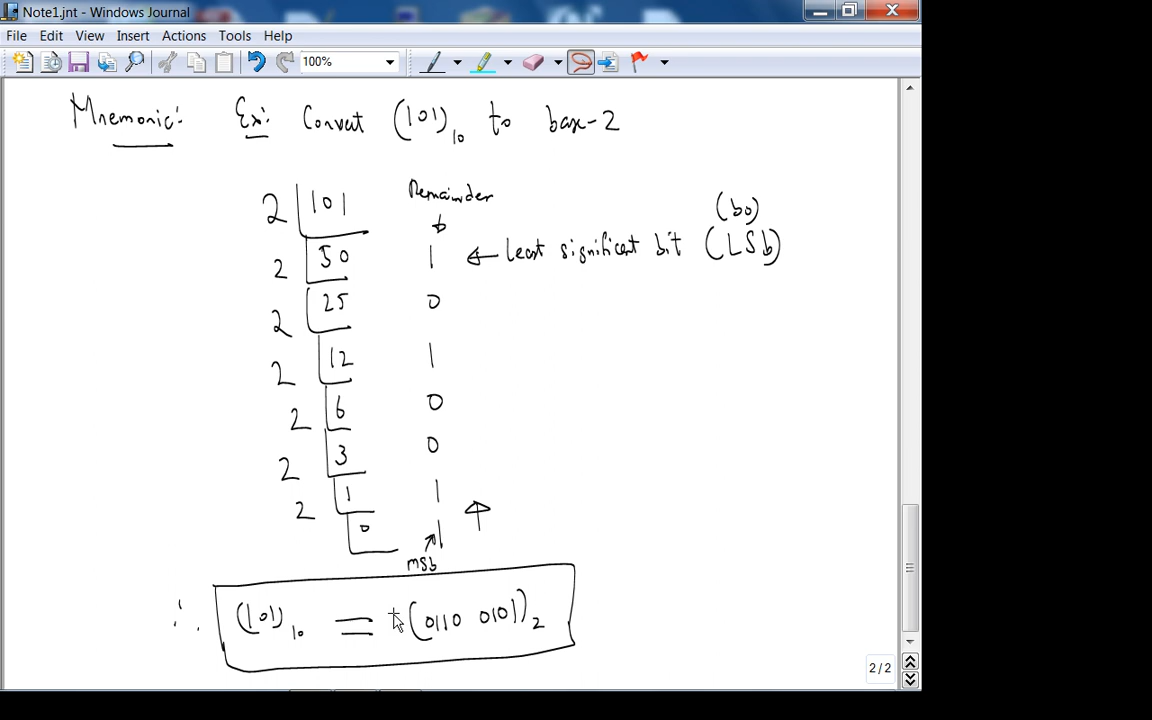 Note1.jnt - Windows Journal
File Edit View Insert Actions Tools Help
100%
Mnemonic: Ex: Convert (101)10 to base-2
2 101 Remainder
(b0)
2 50 1 ← least significant bit (LSb)
2 25 0
2 12 1
2 6 0
2 3 0
2 1 1 ↑
0 1
msb
∴ (101)10 = (0110 0101)2
2 / 2